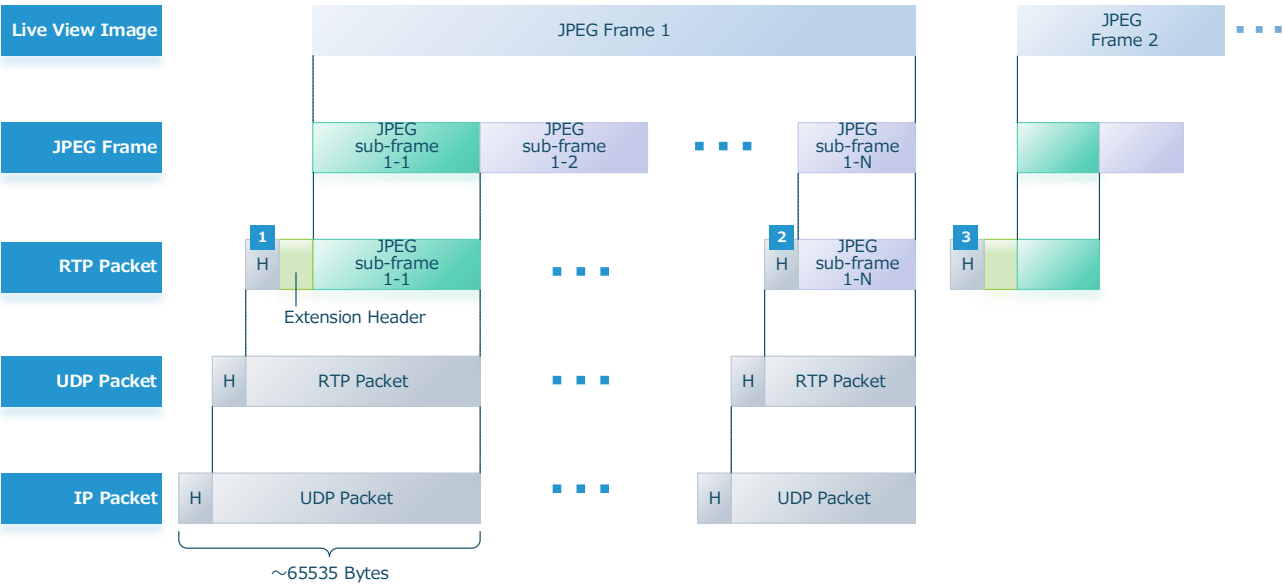 Live View Image
JPEG Frame 1
JPEG
Frame 2
JPEG Frame
JPEG
sub-frame
1-1
JPEG
sub-frame
1-2
JPEG
sub-frame
1-N
RTP Packet
1
H
JPEG
sub-frame
1-1
2
H
JPEG
sub-frame
1-N
3
H
Extension Header
UDP Packet
H
RTP Packet
H
RTP Packet
IP Packet
H
UDP Packet
H
UDP Packet
～65535 Bytes